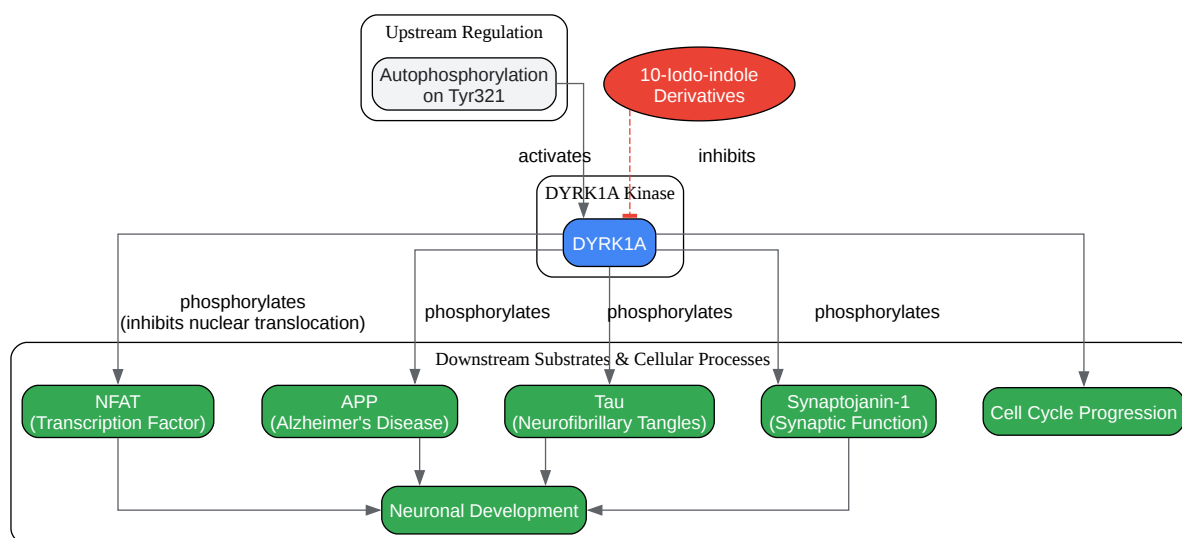 Upstream Regulation
Autophosphorylation
on Tyr321
10-Iodo-indole
Derivatives
activates
inhibits
DYRK1A Kinase
DYRK1A
phosphorylates
(inhibits nuclear translocation)
phosphorylates
phosphorylates
phosphorylates
Downstream Substrates & Cellular Processes
NFAT
(Transcription Factor)
APP
(Alzheimer's Disease)
Tau
(Neurofibrillary Tangles)
Synaptojanin-1
(Synaptic Function)
Cell Cycle Progression
Neuronal Development